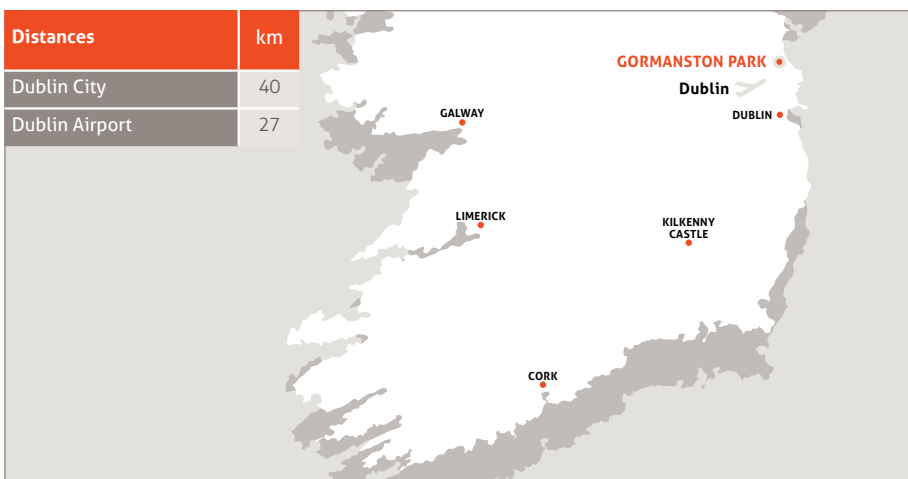 Distances km
Dublin City 40
Dublin Airport 27
GORMANSTON PARK
Dublin
DUBLIN
GALWAY
LIMERICK
KILKENNY
CASTLE
CORK